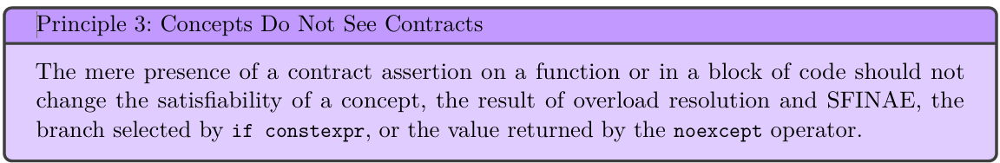 Principle 3: Concepts Do Not See Contracts
The mere presence of a contract assertion on a function or in a block of code should not
change the satisfiability of a concept, the result of overload resolution and SFINAE, the
branch selected by if constexpr, or the value returned by the noexcept operator.